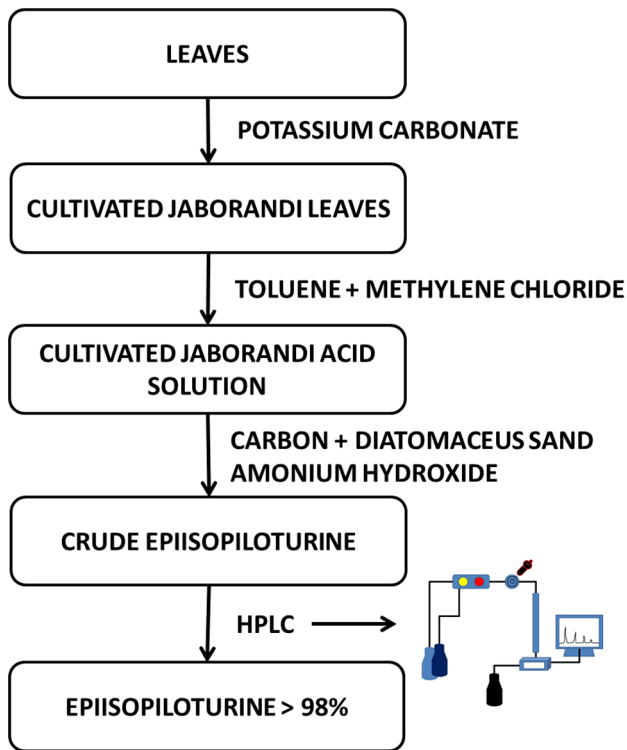 LEAVES
POTASSIUM CARBONATE
CULTIVATED JABORANDI LEAVES
TOLUENE + METHYLENE CHLORIDE
CULTIVATED JABORANDI ACID
SOLUTION
CARBON + DIATOMACEUS SAND
AMONIUM HYDROXIDE
CRUDE EPIISOPILOTURINE
HPLC
EPIISOPILOTURINE > 98%